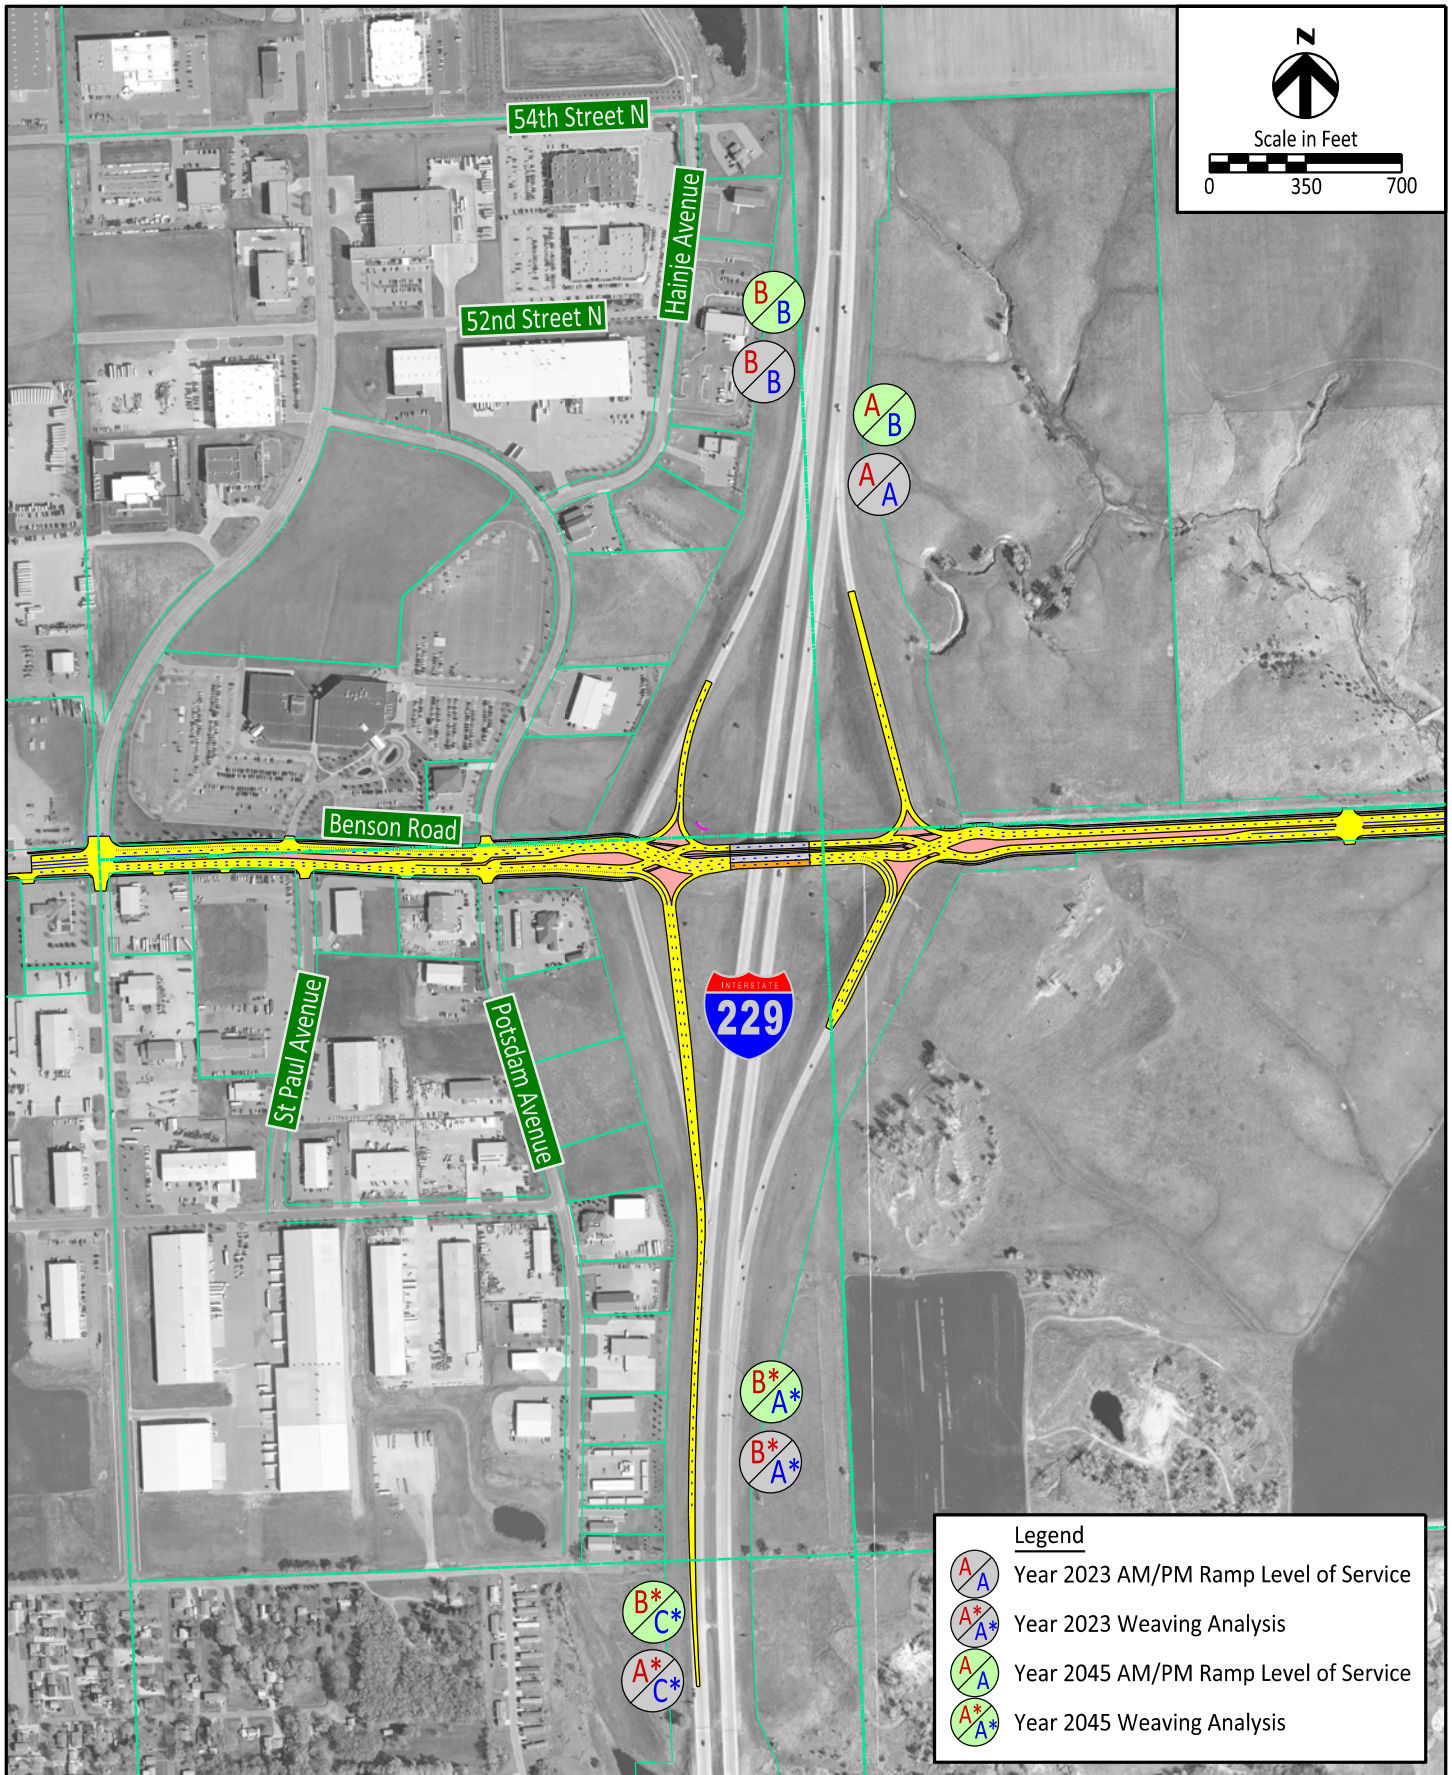 N
Scale in Feet
0 350 700
54th Street N
Hainje Avenue
52nd Street N
B B
B B
A B
A A
Benson Road
INTERSTATE
229
St Paul Avenue
Potsdam Avenue
B* A*
B* A*
B* C*
A* C*
Legend
A A Year 2023 AM/PM Ramp Level of Service
A* A* Year 2023 Weaving Analysis
A A Year 2045 AM/PM Ramp Level of Service
A* A* Year 2045 Weaving Analysis